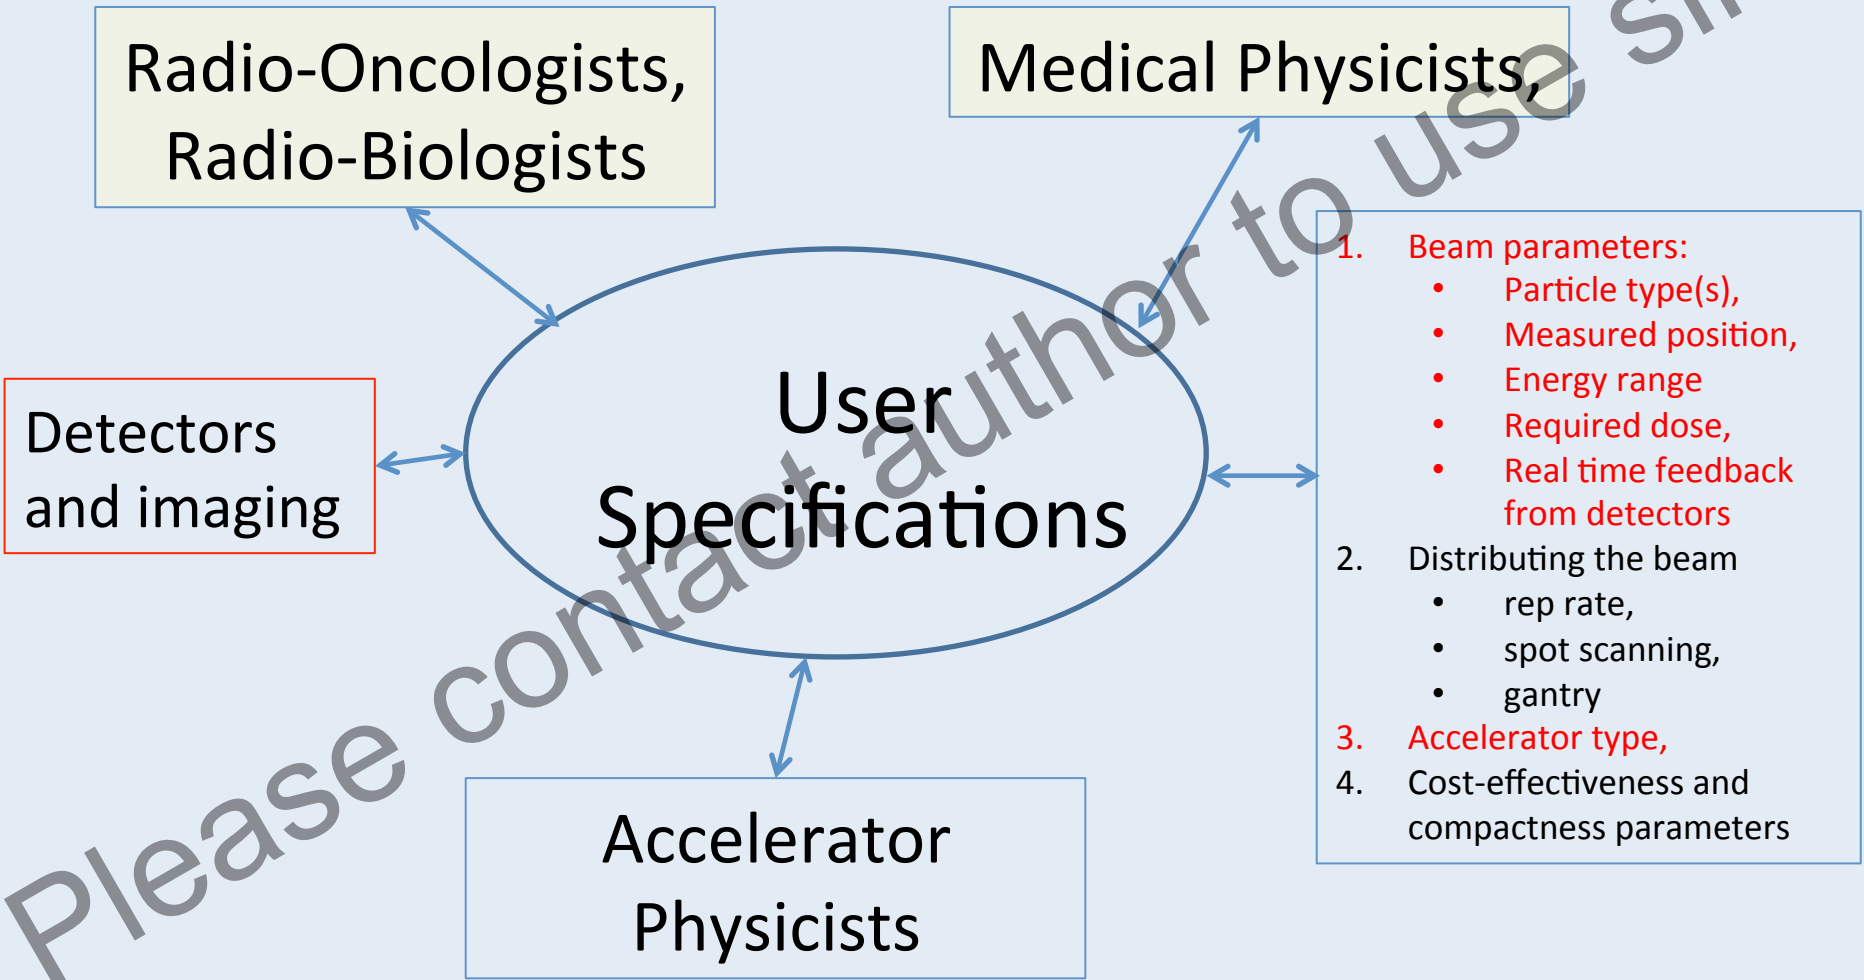 Radio-Oncologists,
Radio-Biologists
Medical Physicists,
Detectors
and imaging
User
Specifications
Accelerator
Physicists
1. Beam parameters:
• Particle type(s),
• Measured position,
• Energy range
• Required dose,
• Real time feedback
from detectors
2. Distributing the beam
• rep rate,
• spot scanning,
• gantry
3. Accelerator type,
4. Cost-effectiveness and
compactness parameters
Please contact author to use